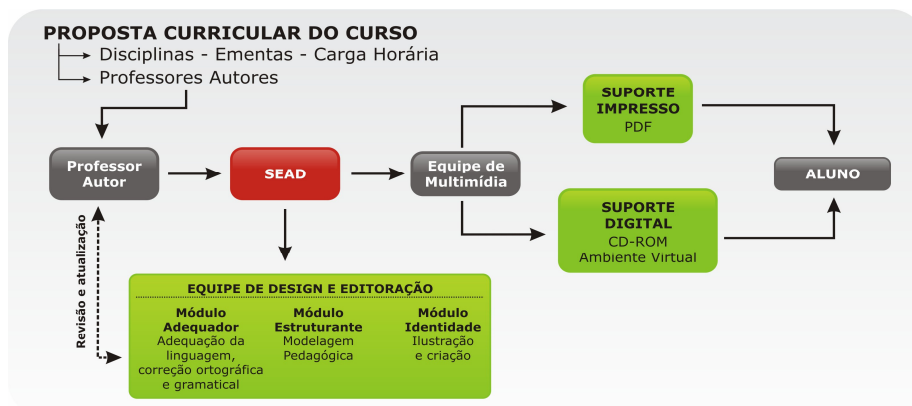 PROPOSTA CURRICULAR DO CURSO
Disciplinas - Ementas - Carga Horária
Professores Autores
Professor
Autor
SEAD
Equipe de
Multimídia
SUPORTE
IMPRESSO
PDF
SUPORTE
DIGITAL
CD-ROM
Ambiente Virtual
ALUNO
Revisão e atualização
EQUIPE DE DESIGN E EDITORAÇÃO
Módulo
Adequador
Adequação da
linguagem,
correção ortográfica
e gramatical
Módulo
Estruturante
Modelagem
Pedagógica
Módulo
Identidade
Ilustração
e criação